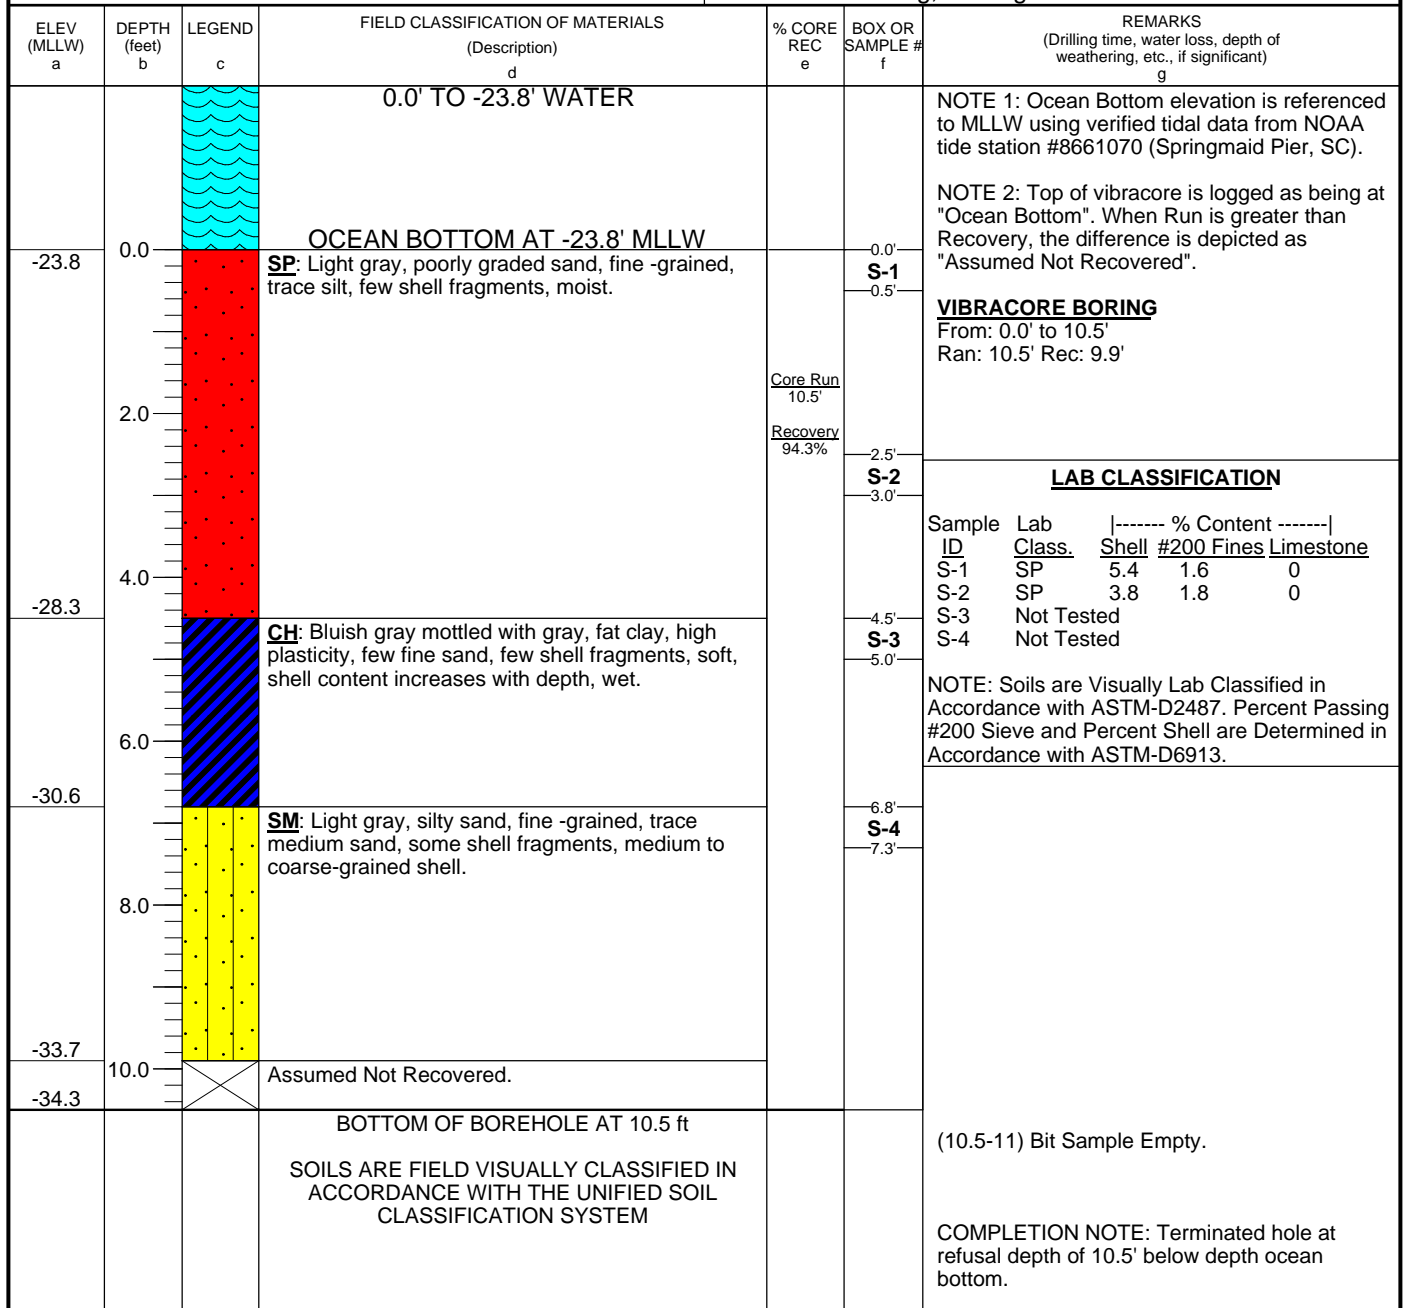 ELEV (MLLW) a
DEPTH (feet) b
LEGEND c
FIELD CLASSIFICATION OF MATERIALS
(Description)
d
% CORE REC e
BOX OR SAMPLE # f
REMARKS
(Drilling time, water loss, depth of
weathering, etc., if significant)
g
0.0' TO -23.8' WATER
OCEAN BOTTOM AT -23.8' MLLW
-23.8
0.0
SP: Light gray, poorly graded sand, fine -grained,
trace silt, few shell fragments, moist.
2.0
4.0
-28.3
CH: Bluish gray mottled with gray, fat clay, high
plasticity, few fine sand, few shell fragments, soft,
shell content increases with depth, wet.
6.0
-30.6
SM: Light gray, silty sand, fine -grained, trace
medium sand, some shell fragments, medium to
coarse-grained shell.
8.0
-33.7
10.0
Assumed Not Recovered.
-34.3
BOTTOM OF BOREHOLE AT 10.5 ft
SOILS ARE FIELD VISUALLY CLASSIFIED IN
ACCORDANCE WITH THE UNIFIED SOIL
CLASSIFICATION SYSTEM
Core Run
10.5'
Recovery
94.3%
0.0'
S-1
0.5'
2.5'
S-2
3.0'
4.5'
S-3
5.0'
6.8'
S-4
7.3'
NOTE 1: Ocean Bottom elevation is referenced
to MLLW using verified tidal data from NOAA
tide station #8661070 (Springmaid Pier, SC).
NOTE 2: Top of vibracore is logged as being at
"Ocean Bottom". When Run is greater than
Recovery, the difference is depicted as
"Assumed Not Recovered".
VIBRACORE BORING
From: 0.0' to 10.5'
Ran: 10.5' Rec: 9.9'
LAB CLASSIFICATION
Sample Lab |------- % Content -------|
ID Class. Shell #200 Fines Limestone
S-1 SP 5.4 1.6 0
S-2 SP 3.8 1.8 0
S-3 Not Tested
S-4 Not Tested
NOTE: Soils are Visually Lab Classified in
Accordance with ASTM-D2487. Percent Passing
#200 Sieve and Percent Shell are Determined in
Accordance with ASTM-D6913.
(10.5-11) Bit Sample Empty.
COMPLETION NOTE: Terminated hole at
refusal depth of 10.5' below depth ocean
bottom.